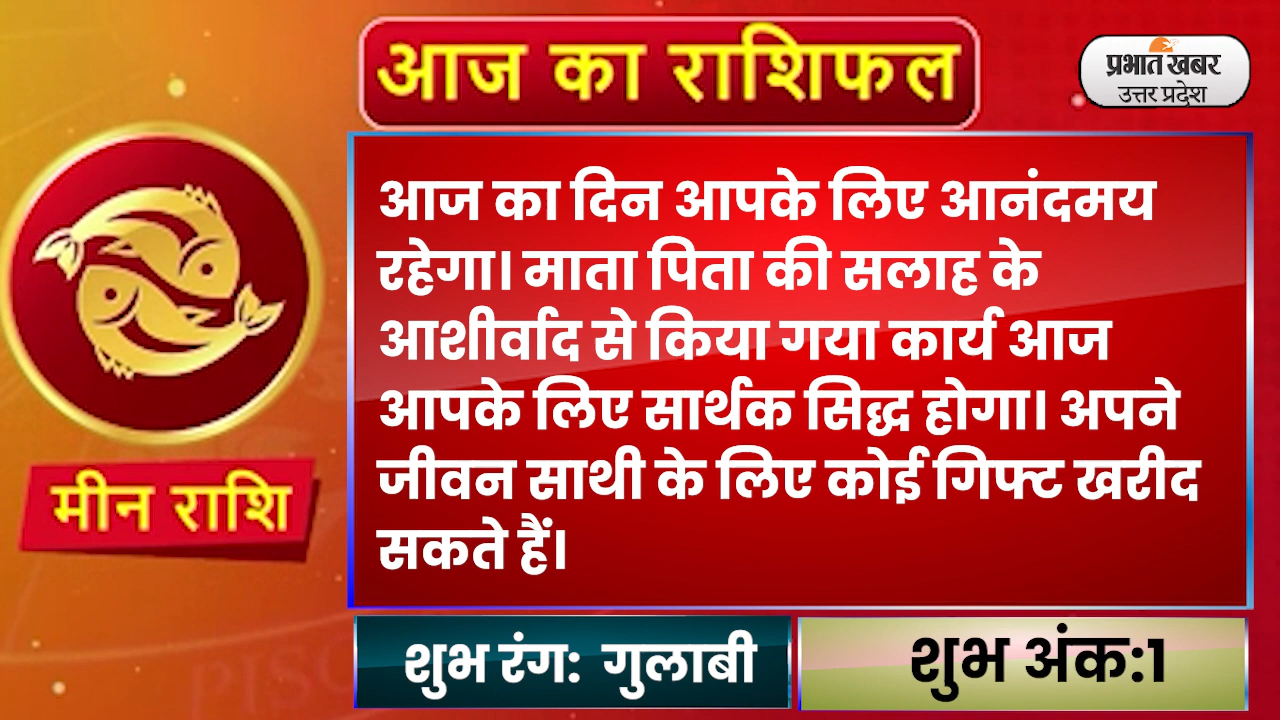 आज का राशिफल
प्रभात खबर
उत्तर प्रदेश
आज का दिन आपके लिए आनंदमय
रहेगा। माता पिता की सलाह के
आशीर्वाद से किया गया कार्य आज
आपके लिए सार्थक सिद्ध होगा। अपने
जीवन साथी के लिए कोई गिफ्ट खरीद
सकते हैं।
मीन राशि
शुभ रंग: गुलाबी
शुभ अंक:1